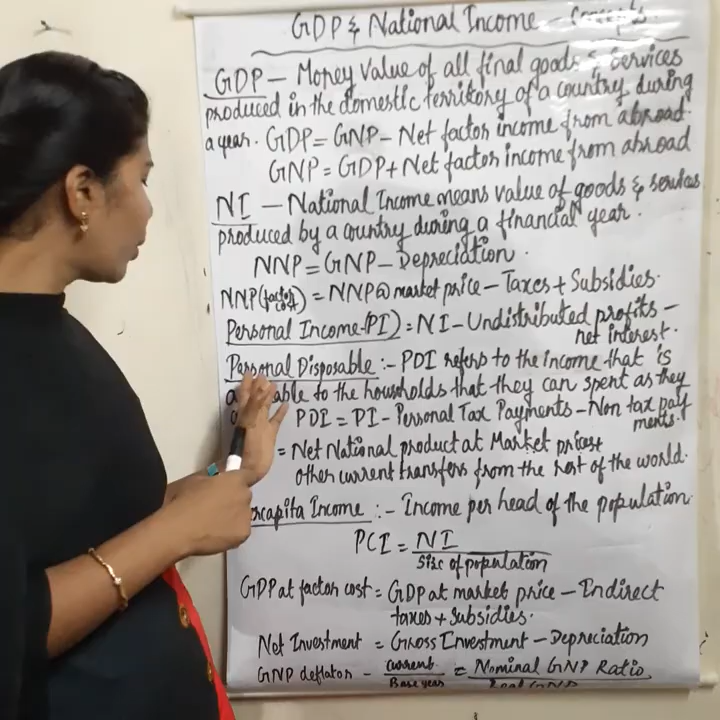 GDP & National Income - Concepts.
GDP - Money Value of all final goods & services
produced in the domestic territory of a country during
a year. GDP = GNP - Net factor income from abroad.
GNP = GDP + Net factor income from abroad
NI - National Income means value of goods & services
produced by a country during a financial year.
NNP = GNP - Depreciation.
NNP (factor cost) = NNP @ market price - Taxes + Subsidies.
Personal Income-(PI) = NI - Undistributed profits -
net interest.
Personal Disposable :- PDI refers to the income that is
able to the households that they can spent as they
PDI = PI - Personal Tax Payments - Non tax pay
ments.
= Net National product at Market prices +
other current transfers from the rest of the world.
capita Income :- Income per head of the population.
PCI = NI
Size of population
GDP at factor cost = GDP at market price - Indirect
taxes + Subsidies.
Net Investment = Gross Investment - Depreciation
GNP deflator - Current = Nominal GNP Ratio
Base year